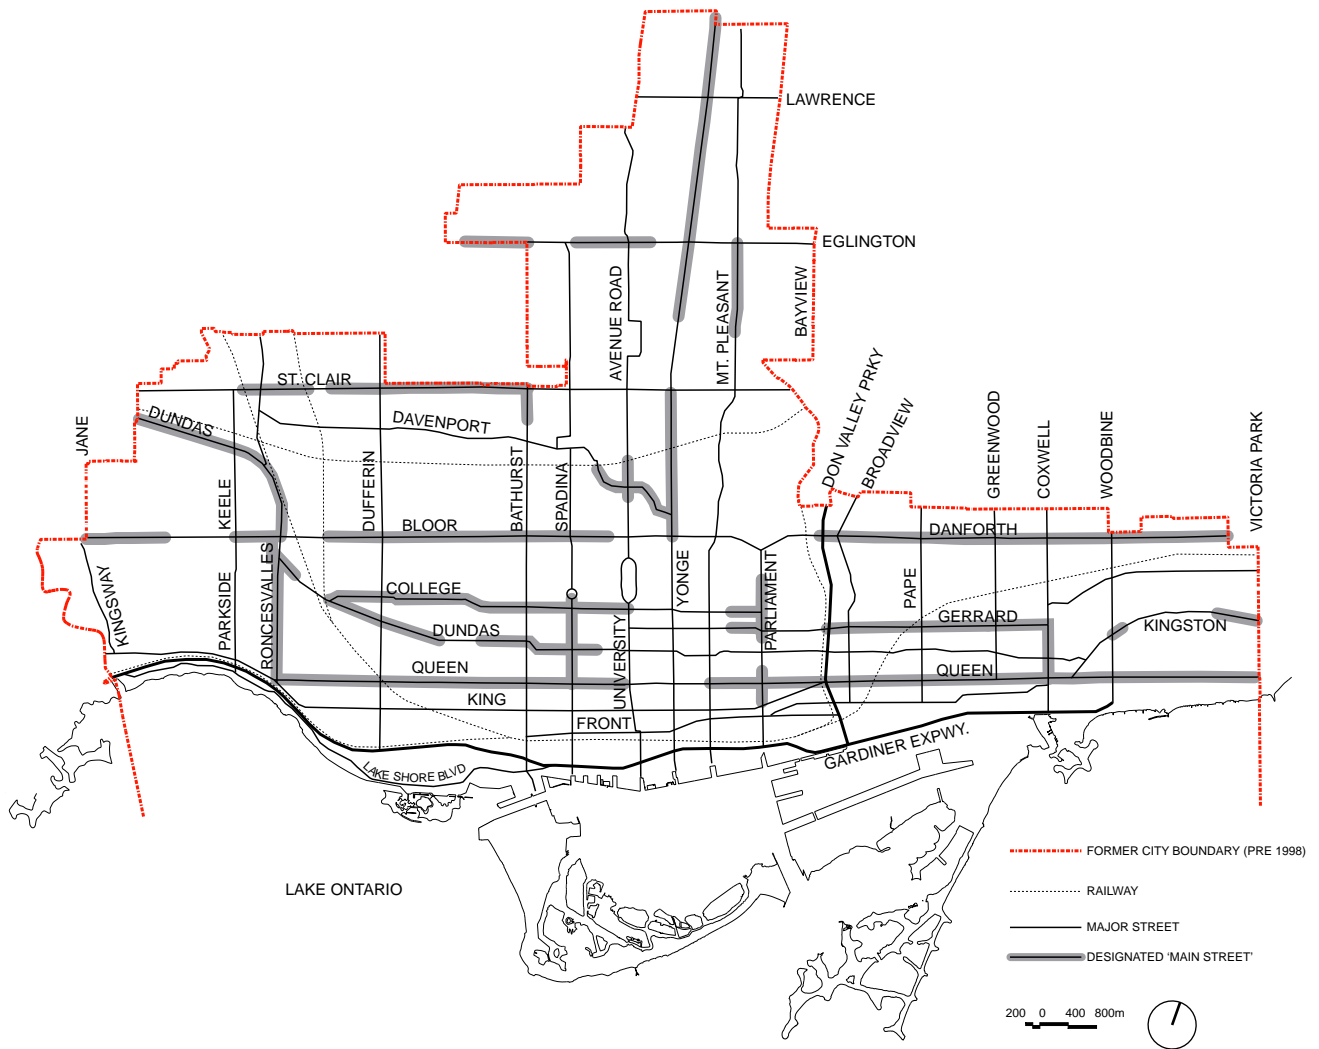 LAWRENCE
EGLINGTON
AVENUE ROAD
MT. PLEASANT
BAYVIEW
ST. CLAIR
DUNDAS
DAVENPORT
JANE
KEELE
DUFFERIN
BATHURST
SPADINA
DON VALLEY PRKY
BROADVIEW
GREENWOOD
COXWELL
WOODBINE
VICTORIA PARK
BLOOR
DANFORTH
KINGSWAY
PARKSIDE
RONCESVALLES
COLLEGE
YONGE
PARLIAMENT
PAPE
GERRARD
KINGSTON
DUNDAS
UNIVERSITY
QUEEN
QUEEN
KING
FRONT
GARDINER EXPWY.
LAKE SHORE BLVD
LAKE ONTARIO
FORMER CITY BOUNDARY (PRE 1998)
RAILWAY
MAJOR STREET
DESIGNATED ‘MAIN STREET’
200 0 400 800m